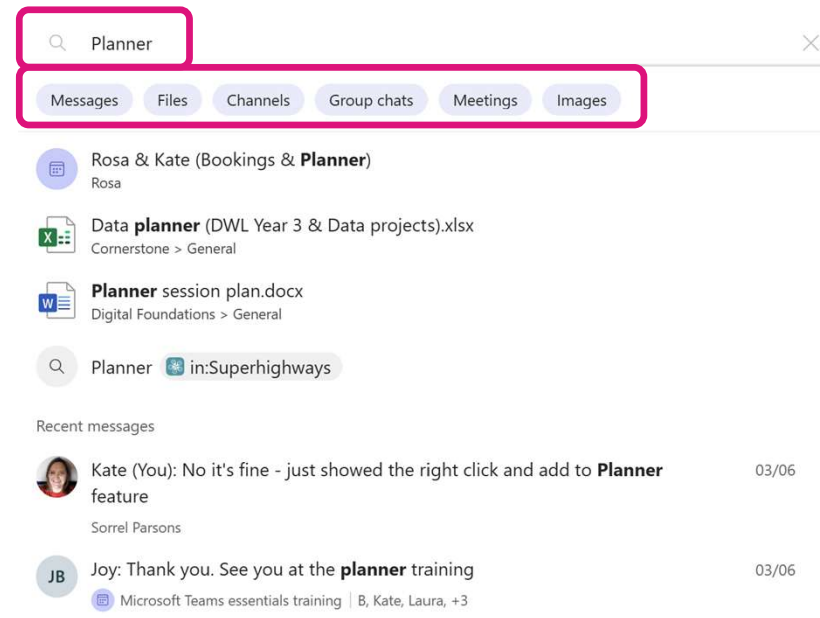 Planner
Messages Files Channels Group chats Meetings Images
Rosa & Kate (Bookings & Planner)
Rosa
Data planner (DWL Year 3 & Data projects).xlsx
Cornerstone > General
Planner session plan.docx
Digital Foundations > General
Planner in:Superhighways
Recent messages
Kate (You): No it's fine - just showed the right click and add to Planner 03/06
feature
Sorrel Parsons
JB Joy: Thank you. See you at the planner training 03/06
Microsoft Teams essentials training | B, Kate, Laura, +3